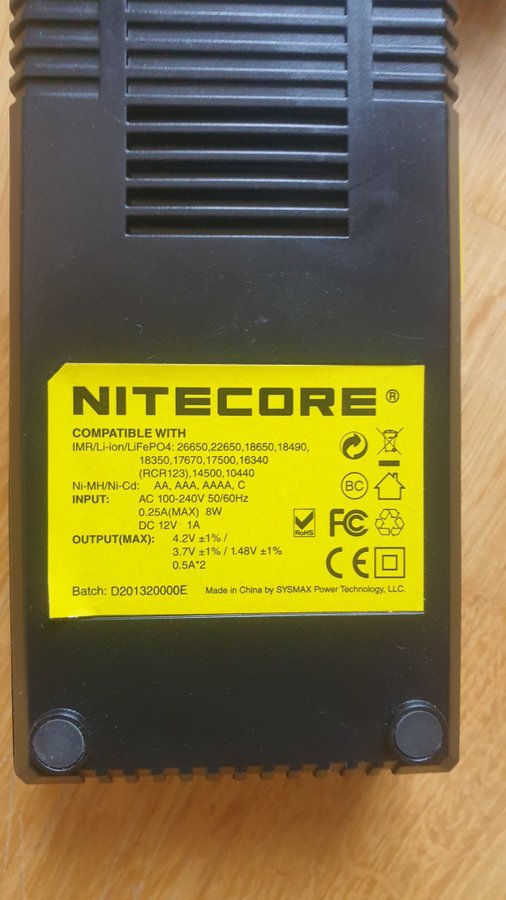 NITECORE ®
COMPATIBLE WITH
IMR/Li-ion/LiFePO4: 26650,22650,18650,18490,
18350,17670,17500,16340
(RCR123),14500,10440
Ni-MH/Ni-Cd: AA, AAA, AAAA, C
INPUT: AC 100-240V 50/60Hz
0.25A(MAX) 8W
DC 12V 1A
OUTPUT(MAX): 4.2V ±1% /
3.7V ±1% / 1.48V ±1%
0.5A*2
BC
RoHS FC
CE
Batch: D201320000E Made in China by SYSMAX Power Technology, LLC.